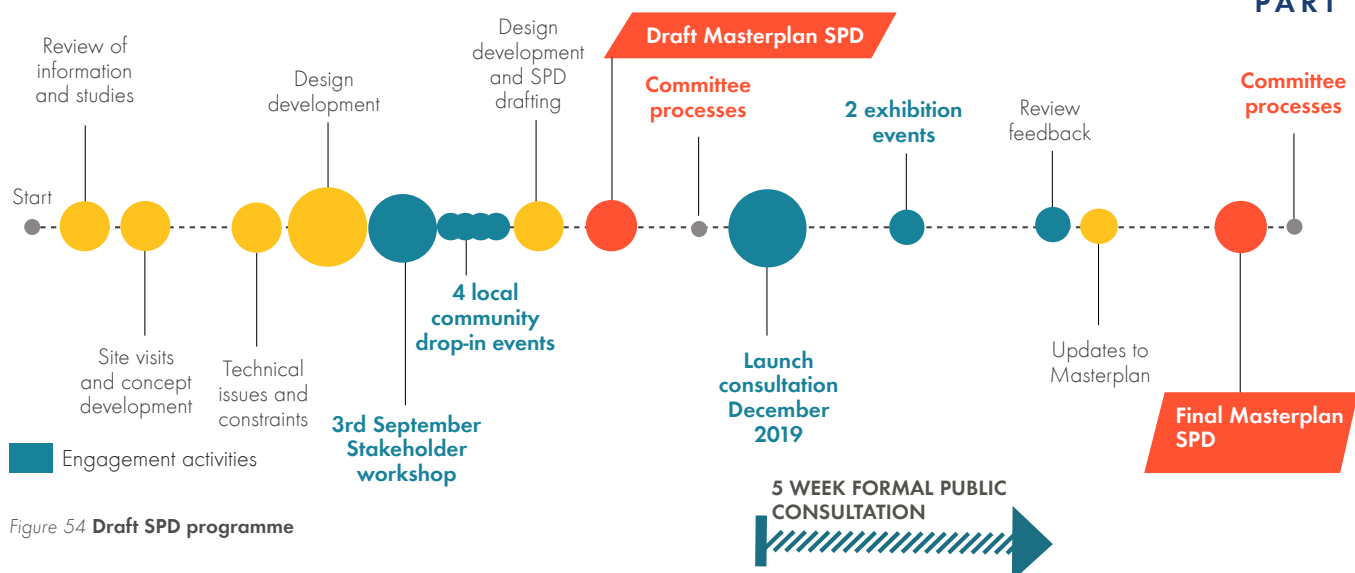 PART
Start
Review of
information
and studies
Site visits
and concept
development
Technical
issues and
constraints
Design
development
3rd September
Stakeholder
workshop
4 local
community
drop-in events
Design
development
and SPD
drafting
Draft Masterplan SPD
Committee
processes
Launch
consultation
December
2019
2 exhibition
events
Review
feedback
Updates to
Masterplan
Final Masterplan
SPD
Committee
processes
Engagement activities
5 WEEK FORMAL PUBLIC
CONSULTATION
Figure 54 Draft SPD programme